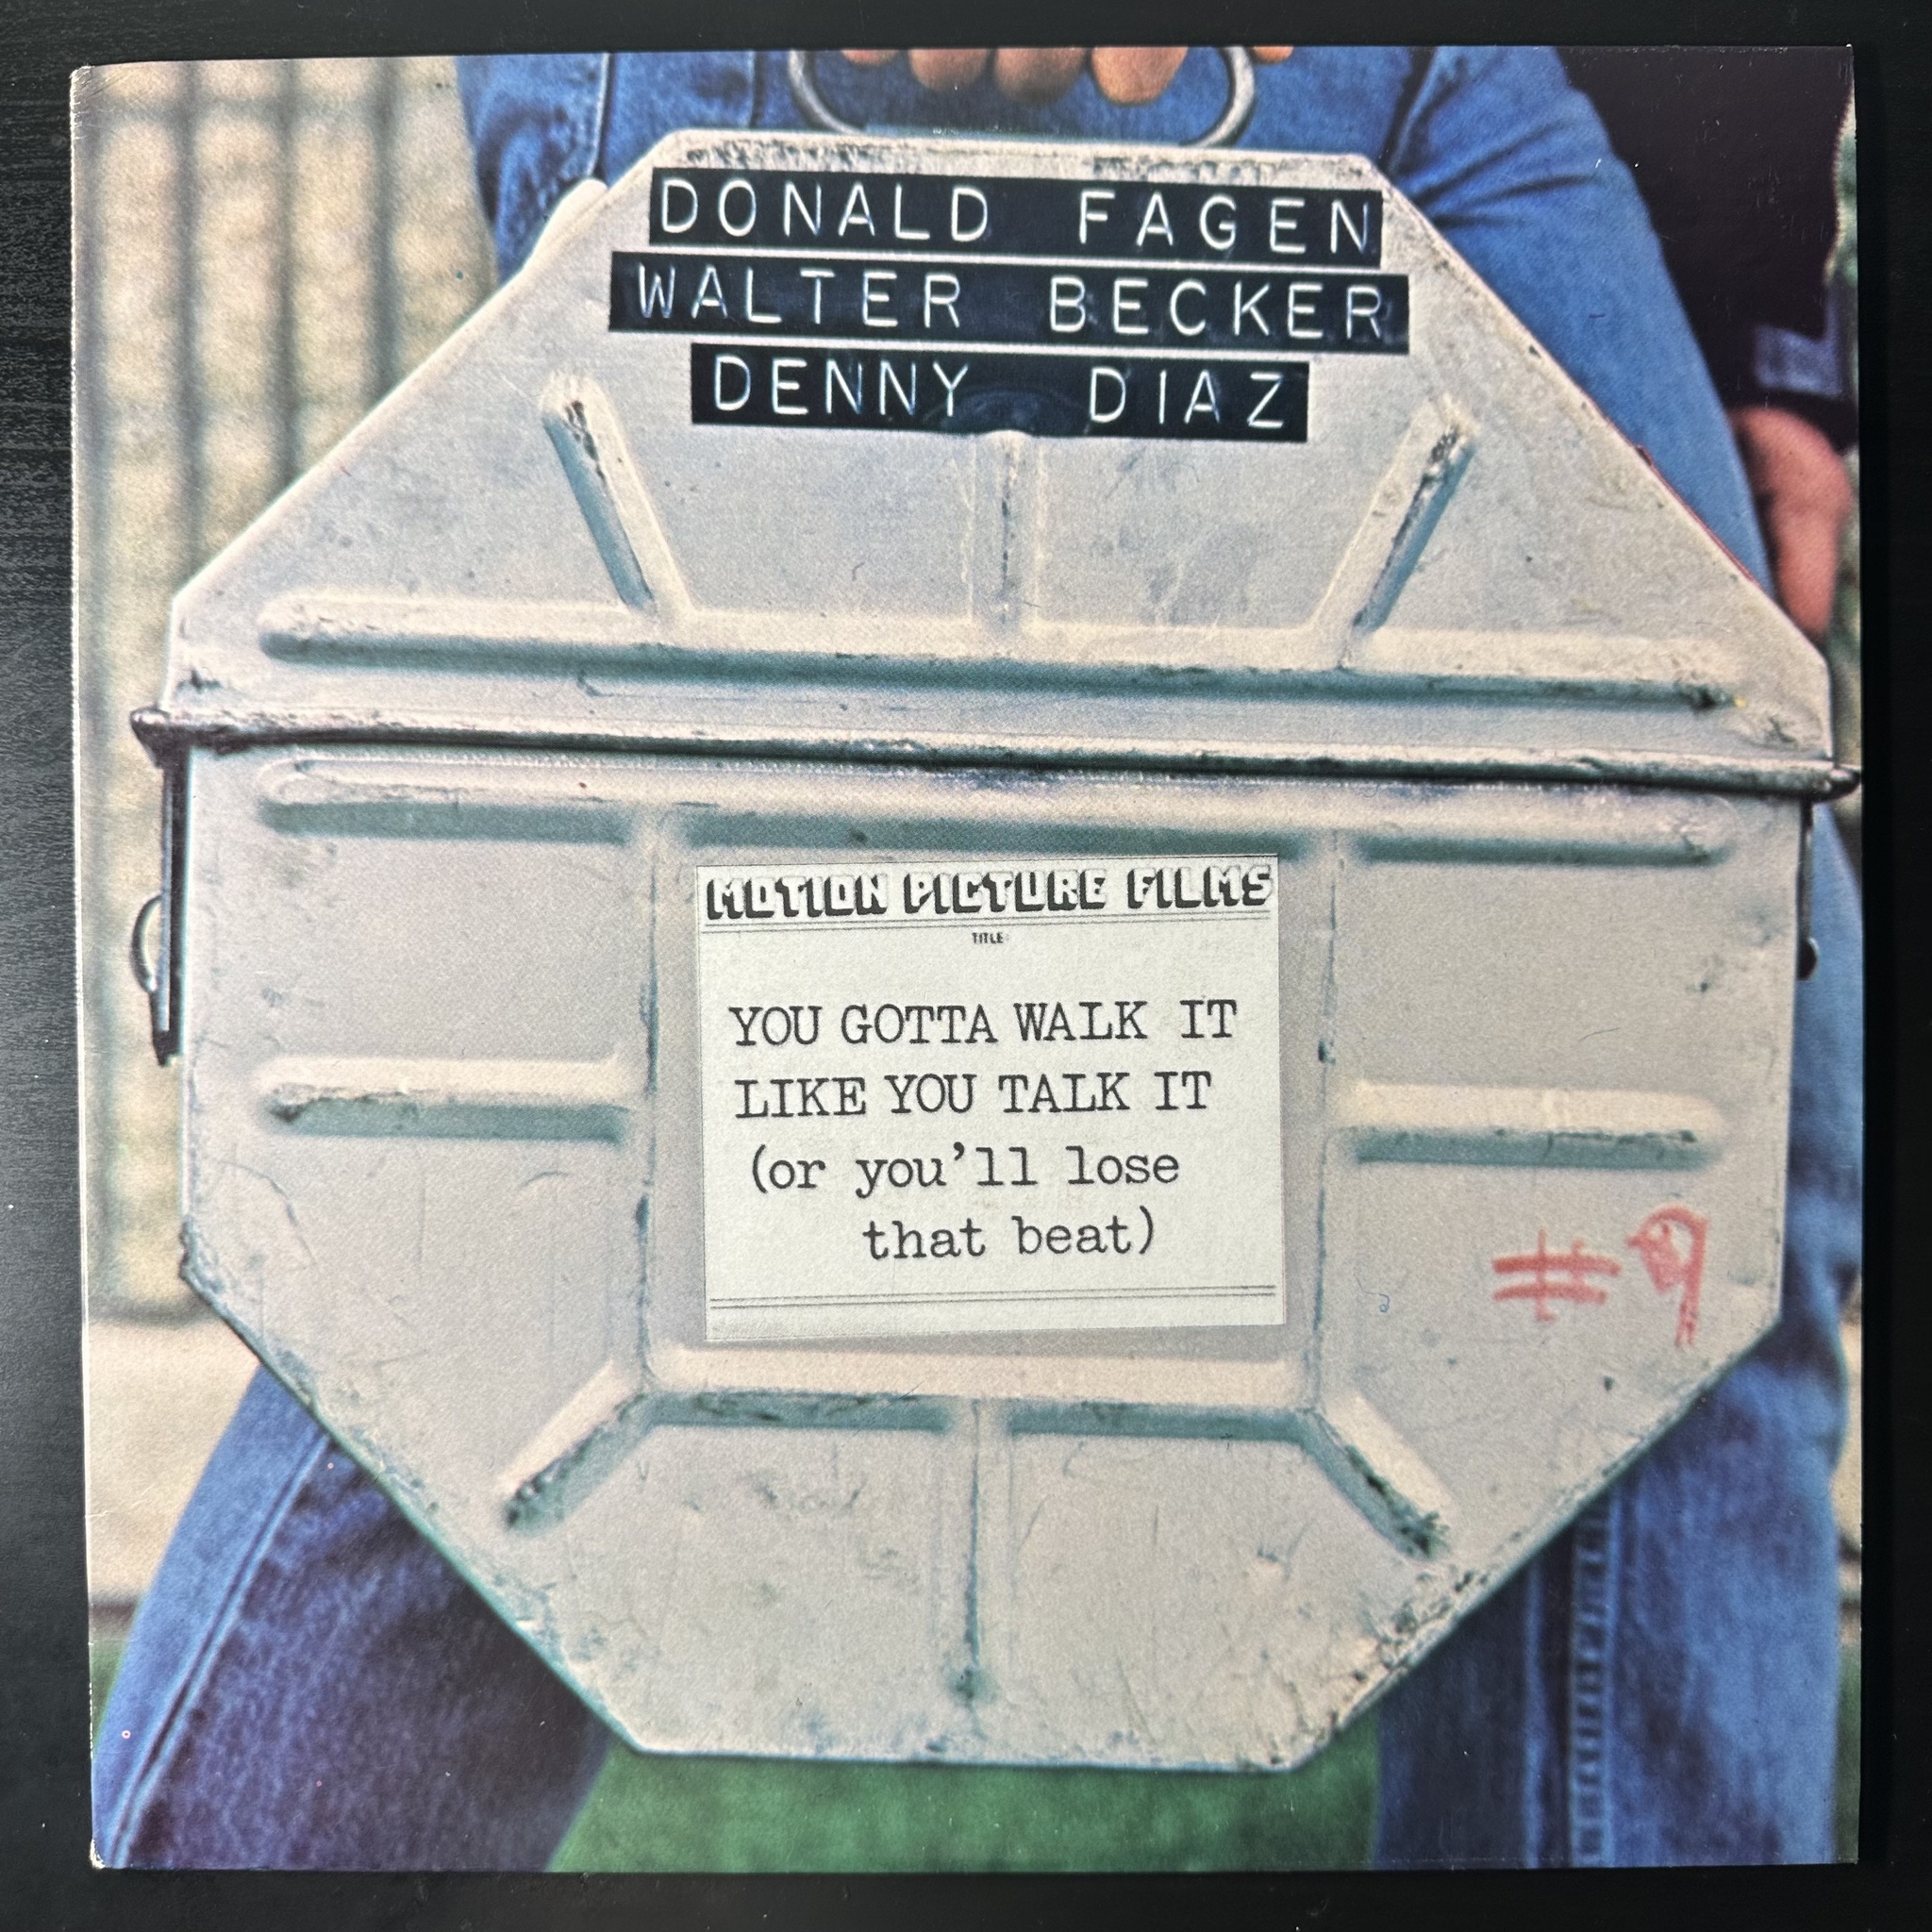 DONALD FAGEN
WALTER BECKER
DENNY DIAZ
MOTION PICTURE FILMS
TITLE
YOU GOTTA WALK IT
LIKE YOU TALK IT
(or you'll lose
that beat)
#9